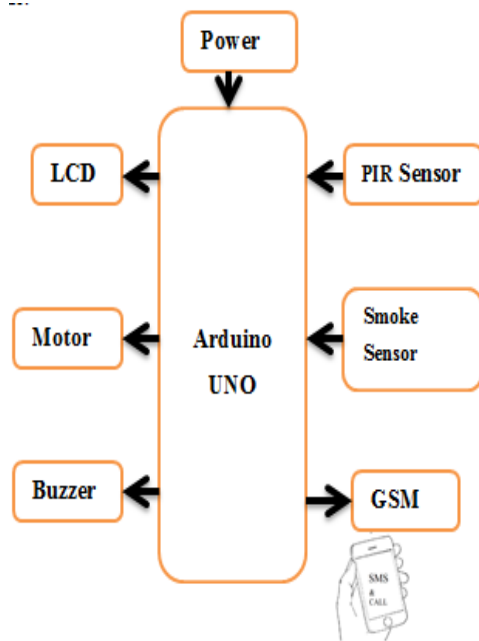 Power
LCD
PIR Sensor
Motor
Arduino
UNO
Smoke
Sensor
Buzzer
GSM
SMS
&
CALL